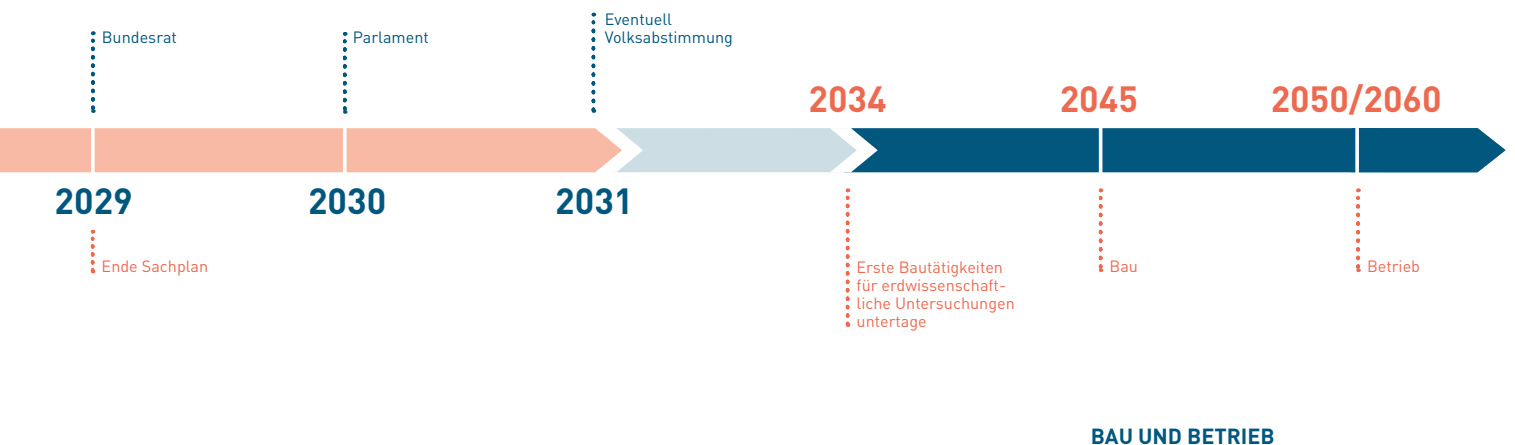 Bundesrat
Parlament
Eventuell
Volksabstimmung
2034
2045
2050/2060
2029
2030
2031
Ende Sachplan
Erste Bautätigkeiten
für erdwissenschaft-
liche Untersuchungen
untertage
Bau
Betrieb
BAU UND BETRIEB